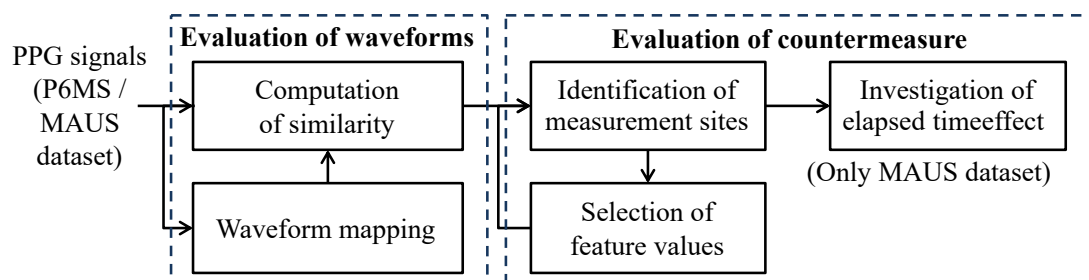 PPG signals
(P6MS /
MAUS
dataset)
Evaluation of waveforms
Computation
of similarity
Waveform mapping
Evaluation of countermeasure
Identification of
measurement sites
Selection of
feature values
Investigation of
elapsed timeeffect
(Only MAUS dataset)